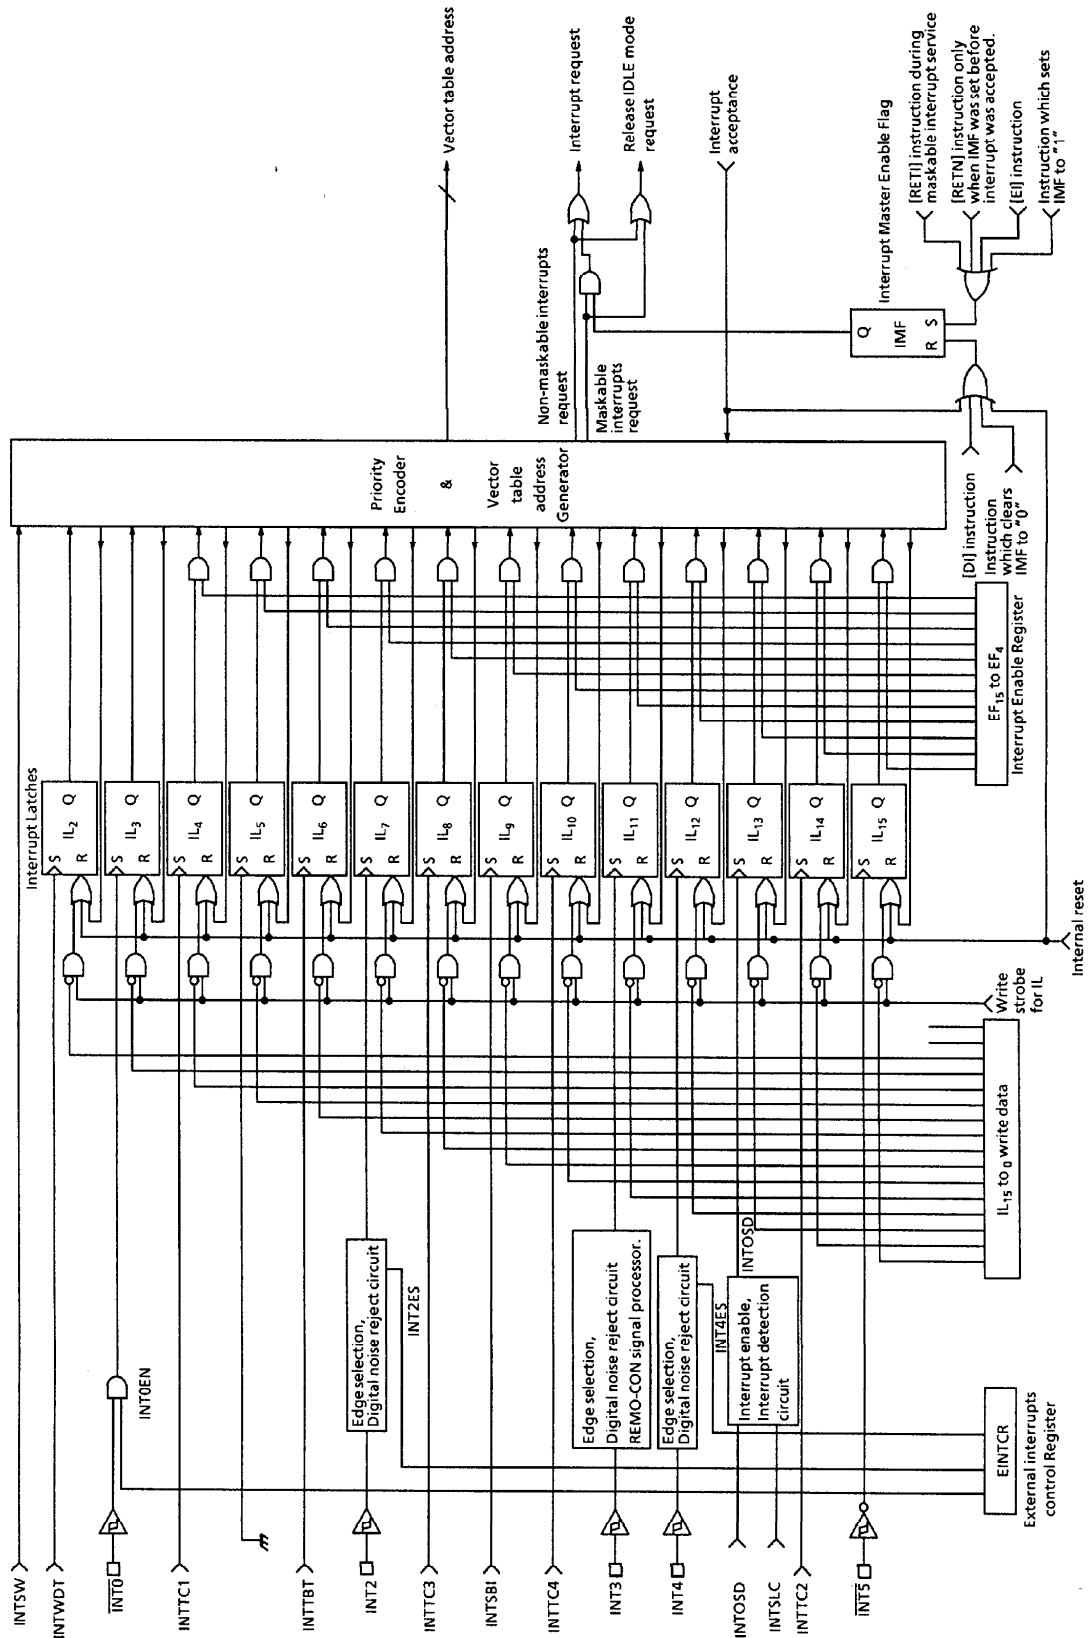 INTSW
INTWDT
INT0
INTTC1
INTTBT
INT2
INTTC3
INTSBI
INTTC4
INT3
INT4
INTOSD
INTSLC
INTTC2
INT5
INT0EN
Edge selection,
Digital noise reject circuit
INT2ES
Edge selection,
Digital noise reject circuit
REMO-CON signal processor.
Edge selection,
Digital noise reject circuit
INT4ES
Interrupt enable,
Interrupt detection
circuit
INTOSD
EINTCR
External interrupts
control Register
IL15 to 0 write data
Write
strobe
for IL
Internal reset
Interrupt Latches
S IL2 Q
R
S IL3 Q
R
S IL4 Q
R
S IL5 Q
R
S IL6 Q
R
S IL7 Q
R
S IL8 Q
R
S IL9 Q
R
S IL10 Q
R
S IL11 Q
R
S IL12 Q
R
S IL13 Q
R
S IL14 Q
R
S IL15 Q
R
EF15 to EF4
Interrupt Enable Register
Priority
Encoder
&
Vector
table
address
Generator
[DI] instruction
Instruction
which clears
IMF to "0"
Non-maskable interrupts
request
Maskable
interrupts
request
Q
IMF
R S
Interrupt Master Enable Flag
Vector table address
Interrupt request
Release IDLE mode
request
Interrupt
acceptance
[RETI] instruction during
maskable interrupt service
[RETN] instruction only
when IMF was set before
interrupt was accepted.
[EI] instruction
Instruction which sets
IMF to "1"